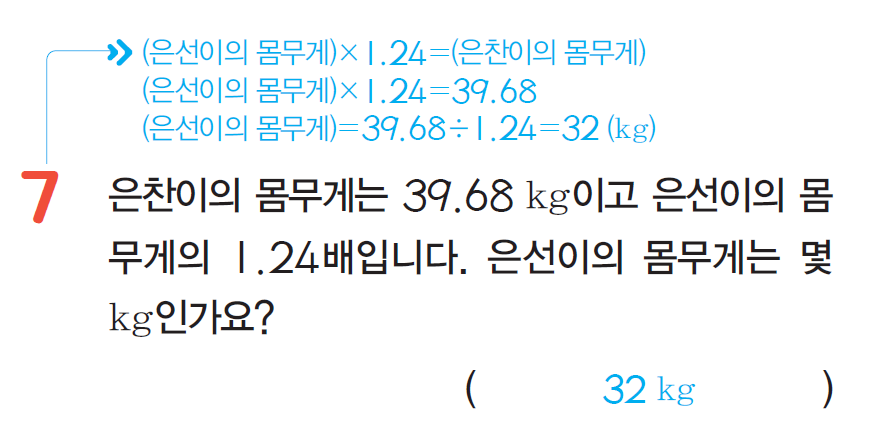 (은선이의 몸무게)×1.24=(은찬이의 몸무게)
(은선이의 몸무게)×1.24=39.68
(은선이의 몸무게)=39.68÷1.24=32 (kg)
7 은찬이의 몸무게는 39.68 kg이고 은선이의 몸
무게의 1.24배입니다. 은선이의 몸무게는 몇
kg인가요?
( 32 kg )